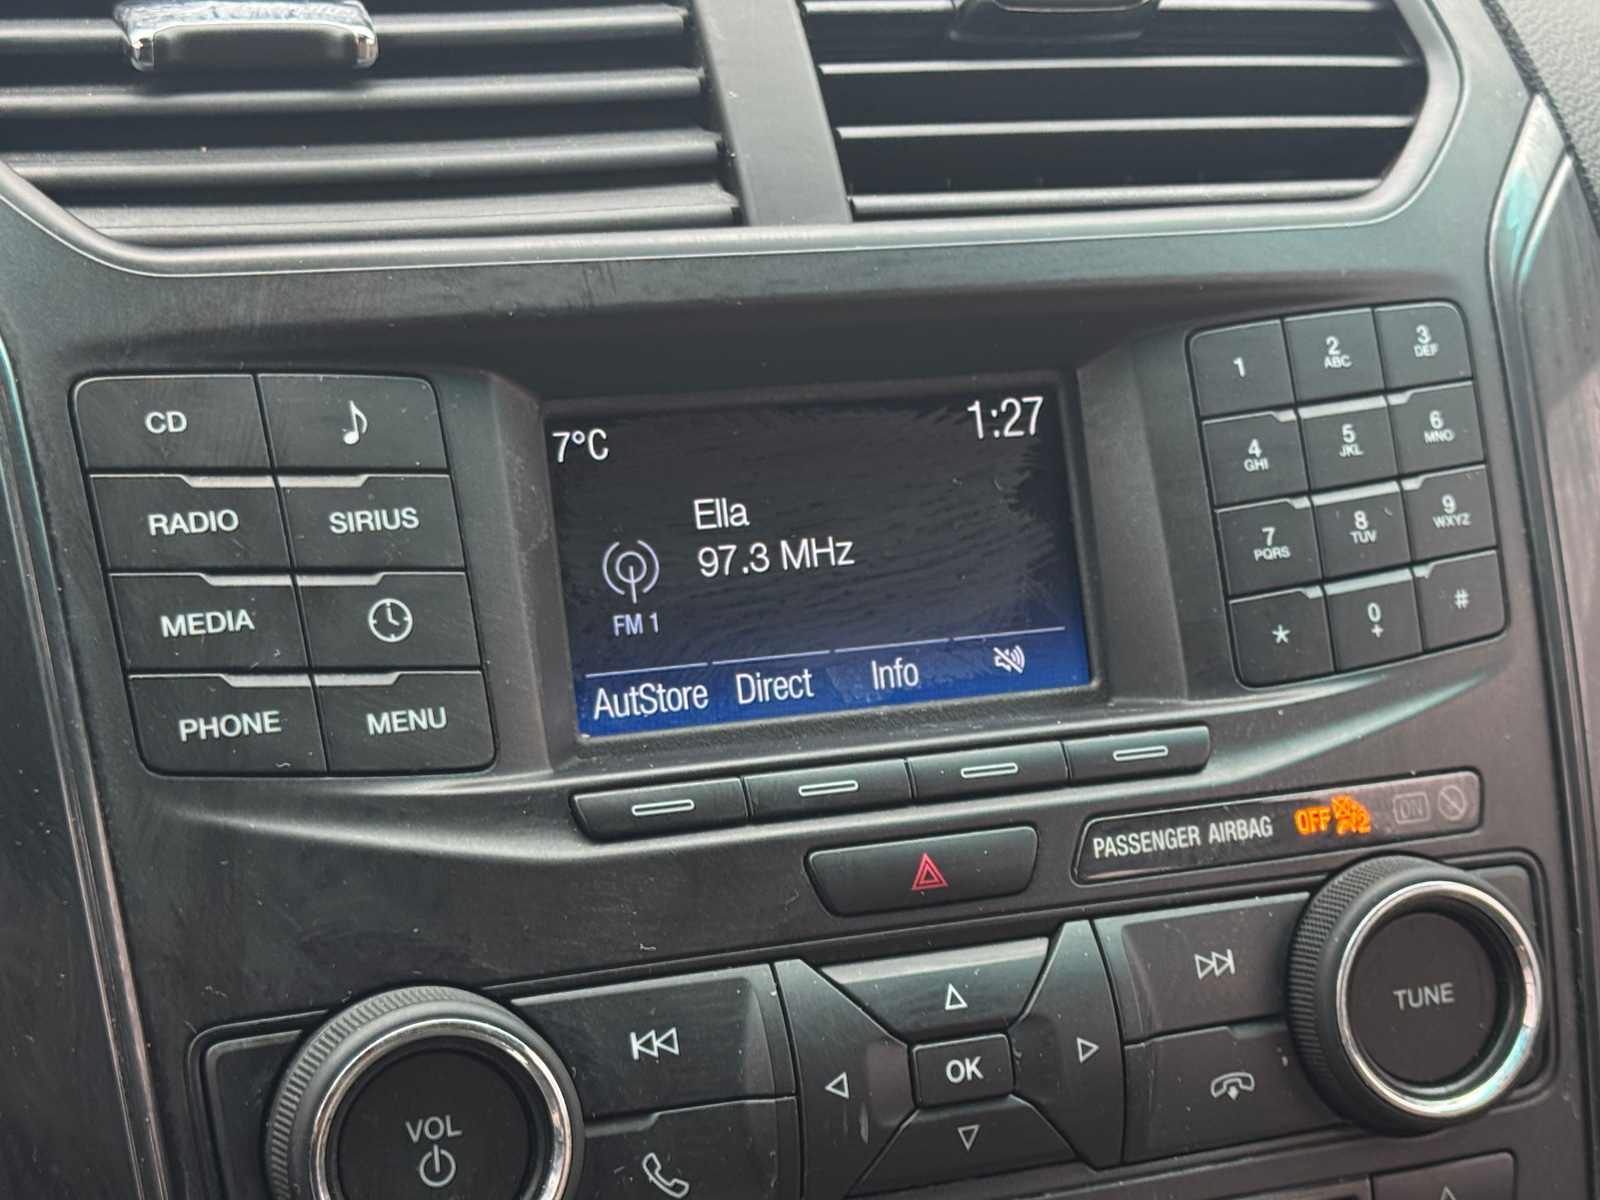 7°C
1:27
Ella
97.3 MHz
FM 1
AutStore Direct Info
CD
RADIO SIRIUS
MEDIA
PHONE MENU
1 2 ABC 3 DEF
4 GHI 5 JKL 6 MNO
7 PQRS 8 TUV 9 WXYZ
* 0 + #
PASSENGER AIRBAG OFF 2 ON
TUNE
OK
VOL